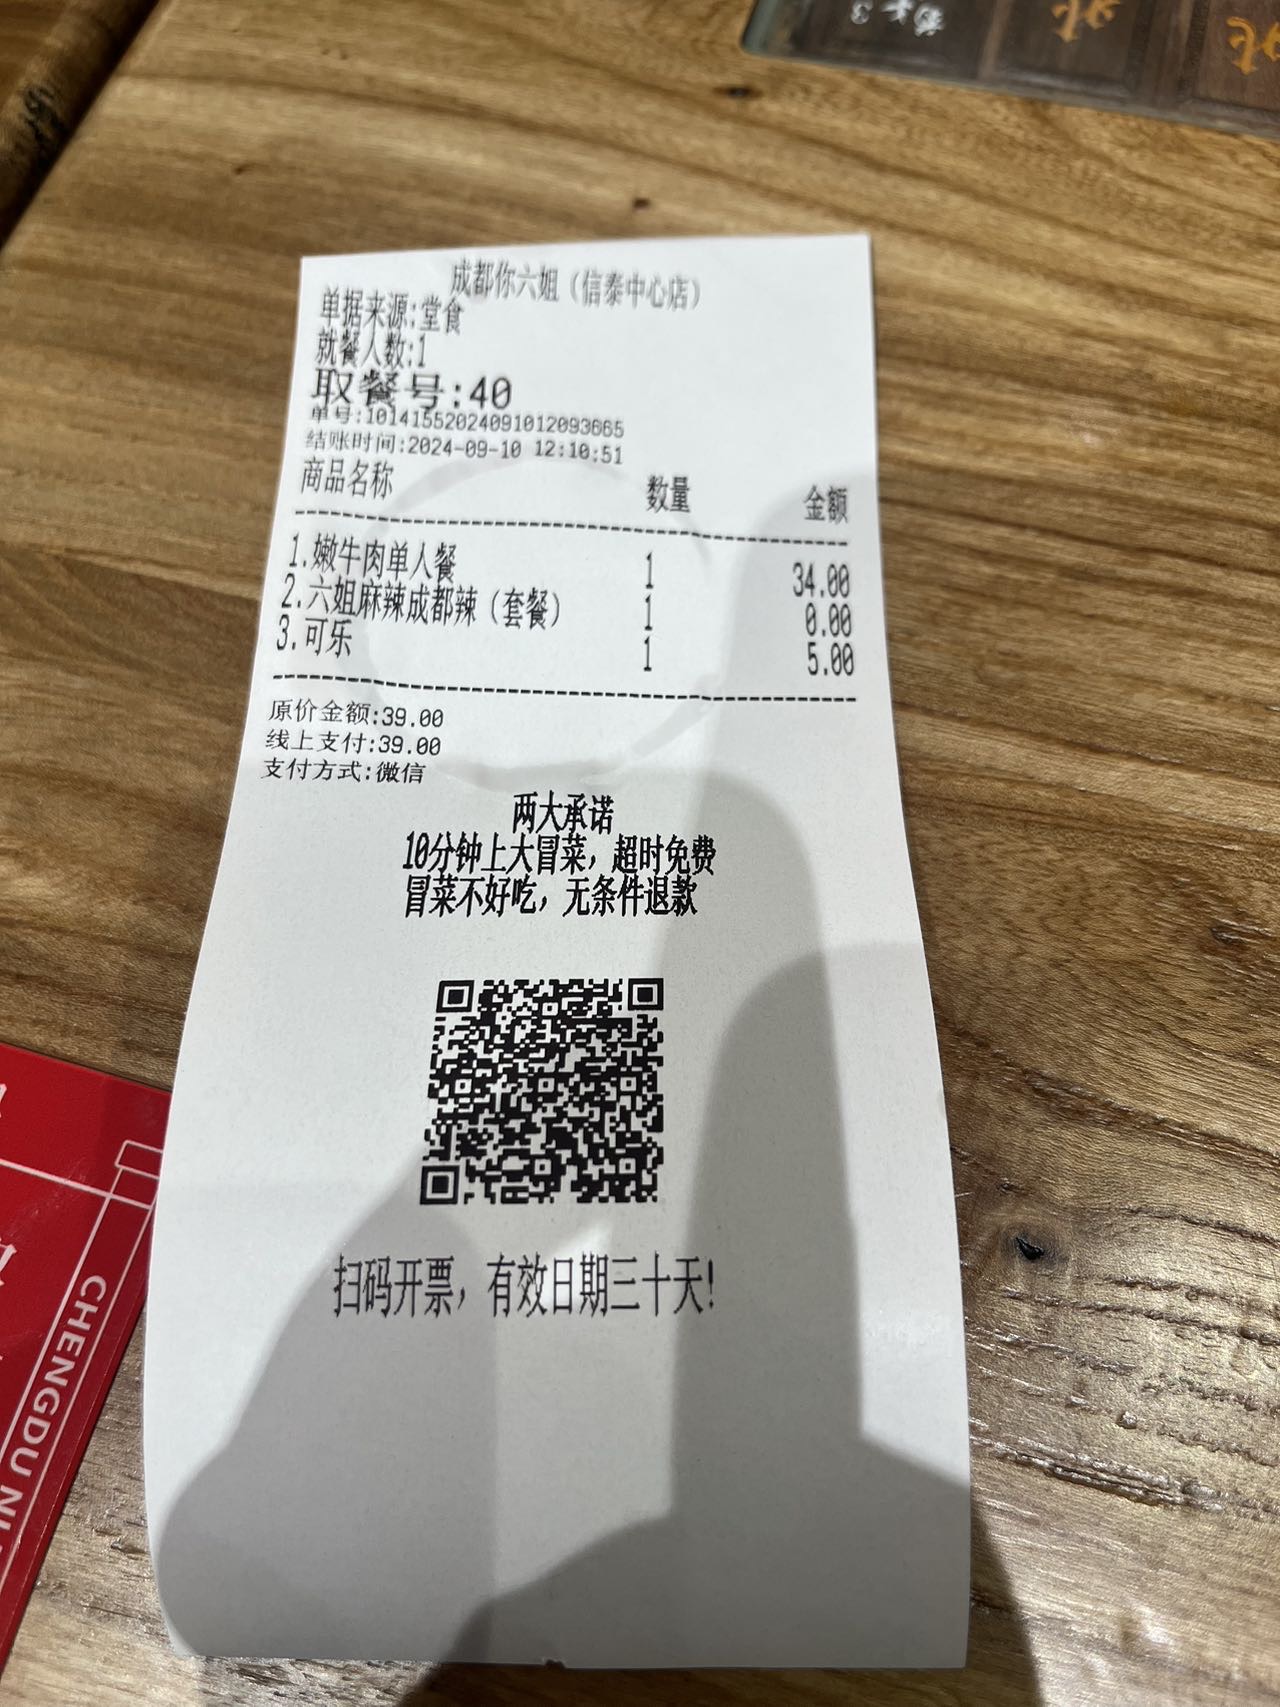 成都你六姐（信泰中心店）
单据来源:堂食
就餐人数:1
取餐号:40
单号:10141552024091012093665
结账时间:2024-09-10 12:10:51
商品名称 数量 金额
1.嫩牛肉单人餐 1 34.00
2.六姐麻辣成都辣（套餐） 1 0.00
3.可乐 1 5.00
原价金额:39.00
线上支付:39.00
支付方式:微信
两大承诺
10分钟上大冒菜，超时免费
冒菜不好吃，无条件退款
扫码开票，有效日期三十天!
CHENGDU NI